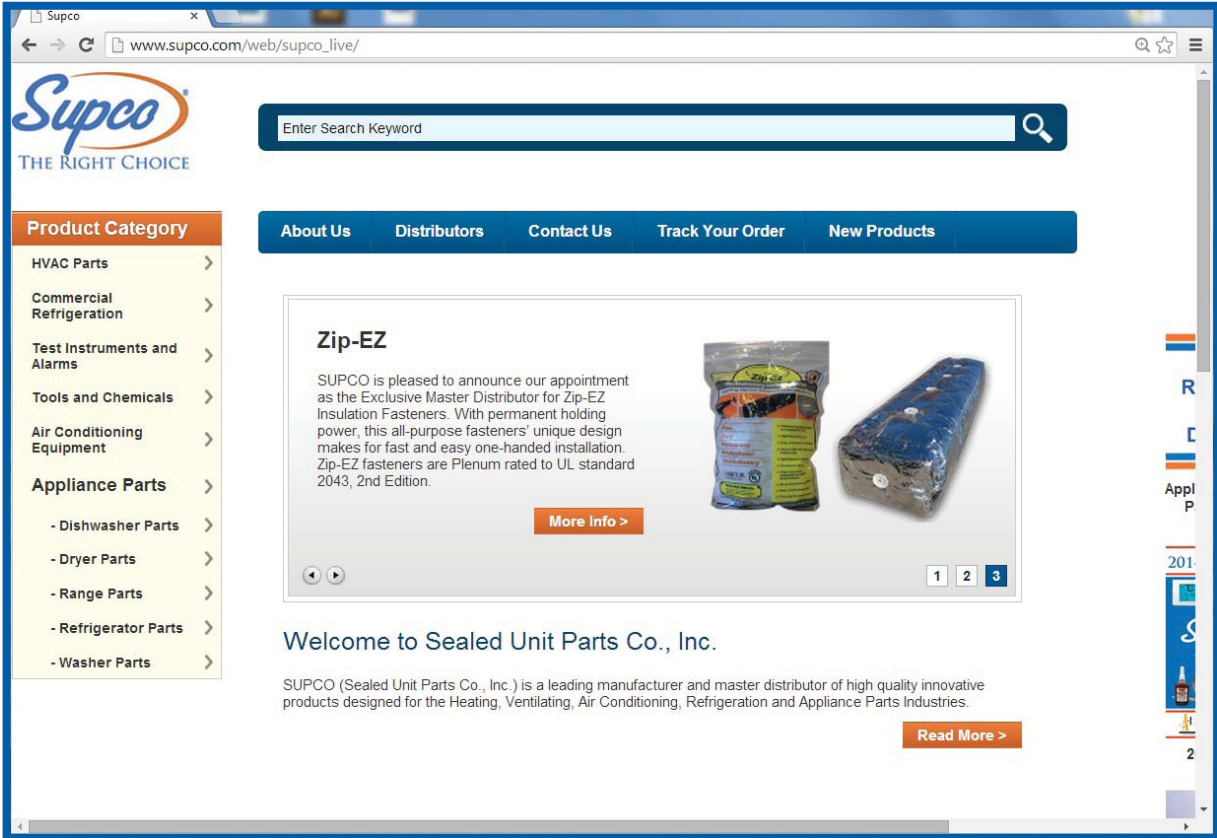 Supco
www.supco.com/web/supco_live/
Supco
THE RIGHT CHOICE
Enter Search Keyword
Product Category
HVAC Parts
Commercial
Refrigeration
Test Instruments and
Alarms
Tools and Chemicals
Air Conditioning
Equipment
Appliance Parts
- Dishwasher Parts
- Dryer Parts
- Range Parts
- Refrigerator Parts
- Washer Parts
About Us Distributors Contact Us Track Your Order New Products
Zip-EZ
SUPCO is pleased to announce our appointment
as the Exclusive Master Distributor for Zip-EZ
Insulation Fasteners. With permanent holding
power, this all-purpose fasteners' unique design
makes for fast and easy one-handed installation.
Zip-EZ fasteners are Plenum rated to UL standard
2043, 2nd Edition.
More Info >
Zip-EZ
1 2 3
Welcome to Sealed Unit Parts Co., Inc.
SUPCO (Sealed Unit Parts Co., Inc.) is a leading manufacturer and master distributor of high quality innovative
products designed for the Heating, Ventilating, Air Conditioning, Refrigeration and Appliance Parts Industries.
Read More >
R
D
Appl
P
201
2